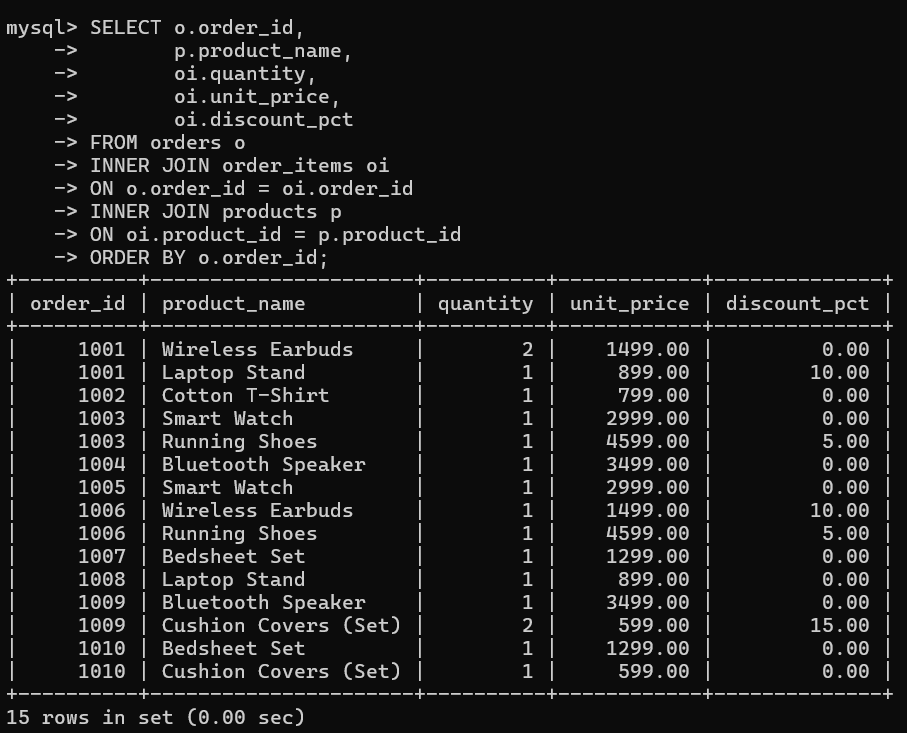 mysql> SELECT o.order_id,
    ->        p.product_name,
    ->        oi.quantity,
    ->        oi.unit_price,
    ->        oi.discount_pct
    -> FROM orders o
    -> INNER JOIN order_items oi
    -> ON o.order_id = oi.order_id
    -> INNER JOIN products p
    -> ON oi.product_id = p.product_id
    -> ORDER BY o.order_id;
+----------+----------------------+----------+------------+--------------+
| order_id | product_name         | quantity | unit_price | discount_pct |
+----------+----------------------+----------+------------+--------------+
|     1001 | Wireless Earbuds     |        2 |    1499.00 |         0.00 |
|     1001 | Laptop Stand         |        1 |     899.00 |        10.00 |
|     1002 | Cotton T-Shirt       |        1 |     799.00 |         0.00 |
|     1003 | Smart Watch          |        1 |    2999.00 |         0.00 |
|     1003 | Running Shoes        |        1 |    4599.00 |         5.00 |
|     1004 | Bluetooth Speaker    |        1 |    3499.00 |         0.00 |
|     1005 | Smart Watch          |        1 |    2999.00 |         0.00 |
|     1006 | Wireless Earbuds     |        1 |    1499.00 |        10.00 |
|     1006 | Running Shoes        |        1 |    4599.00 |         5.00 |
|     1007 | Bedsheet Set         |        1 |    1299.00 |         0.00 |
|     1008 | Laptop Stand         |        1 |     899.00 |         0.00 |
|     1009 | Bluetooth Speaker    |        1 |    3499.00 |         0.00 |
|     1009 | Cushion Covers (Set) |        2 |     599.00 |        15.00 |
|     1010 | Bedsheet Set         |        1 |    1299.00 |         0.00 |
|     1010 | Cushion Covers (Set) |        1 |     599.00 |         0.00 |
+----------+----------------------+----------+------------+--------------+
15 rows in set (0.00 sec)